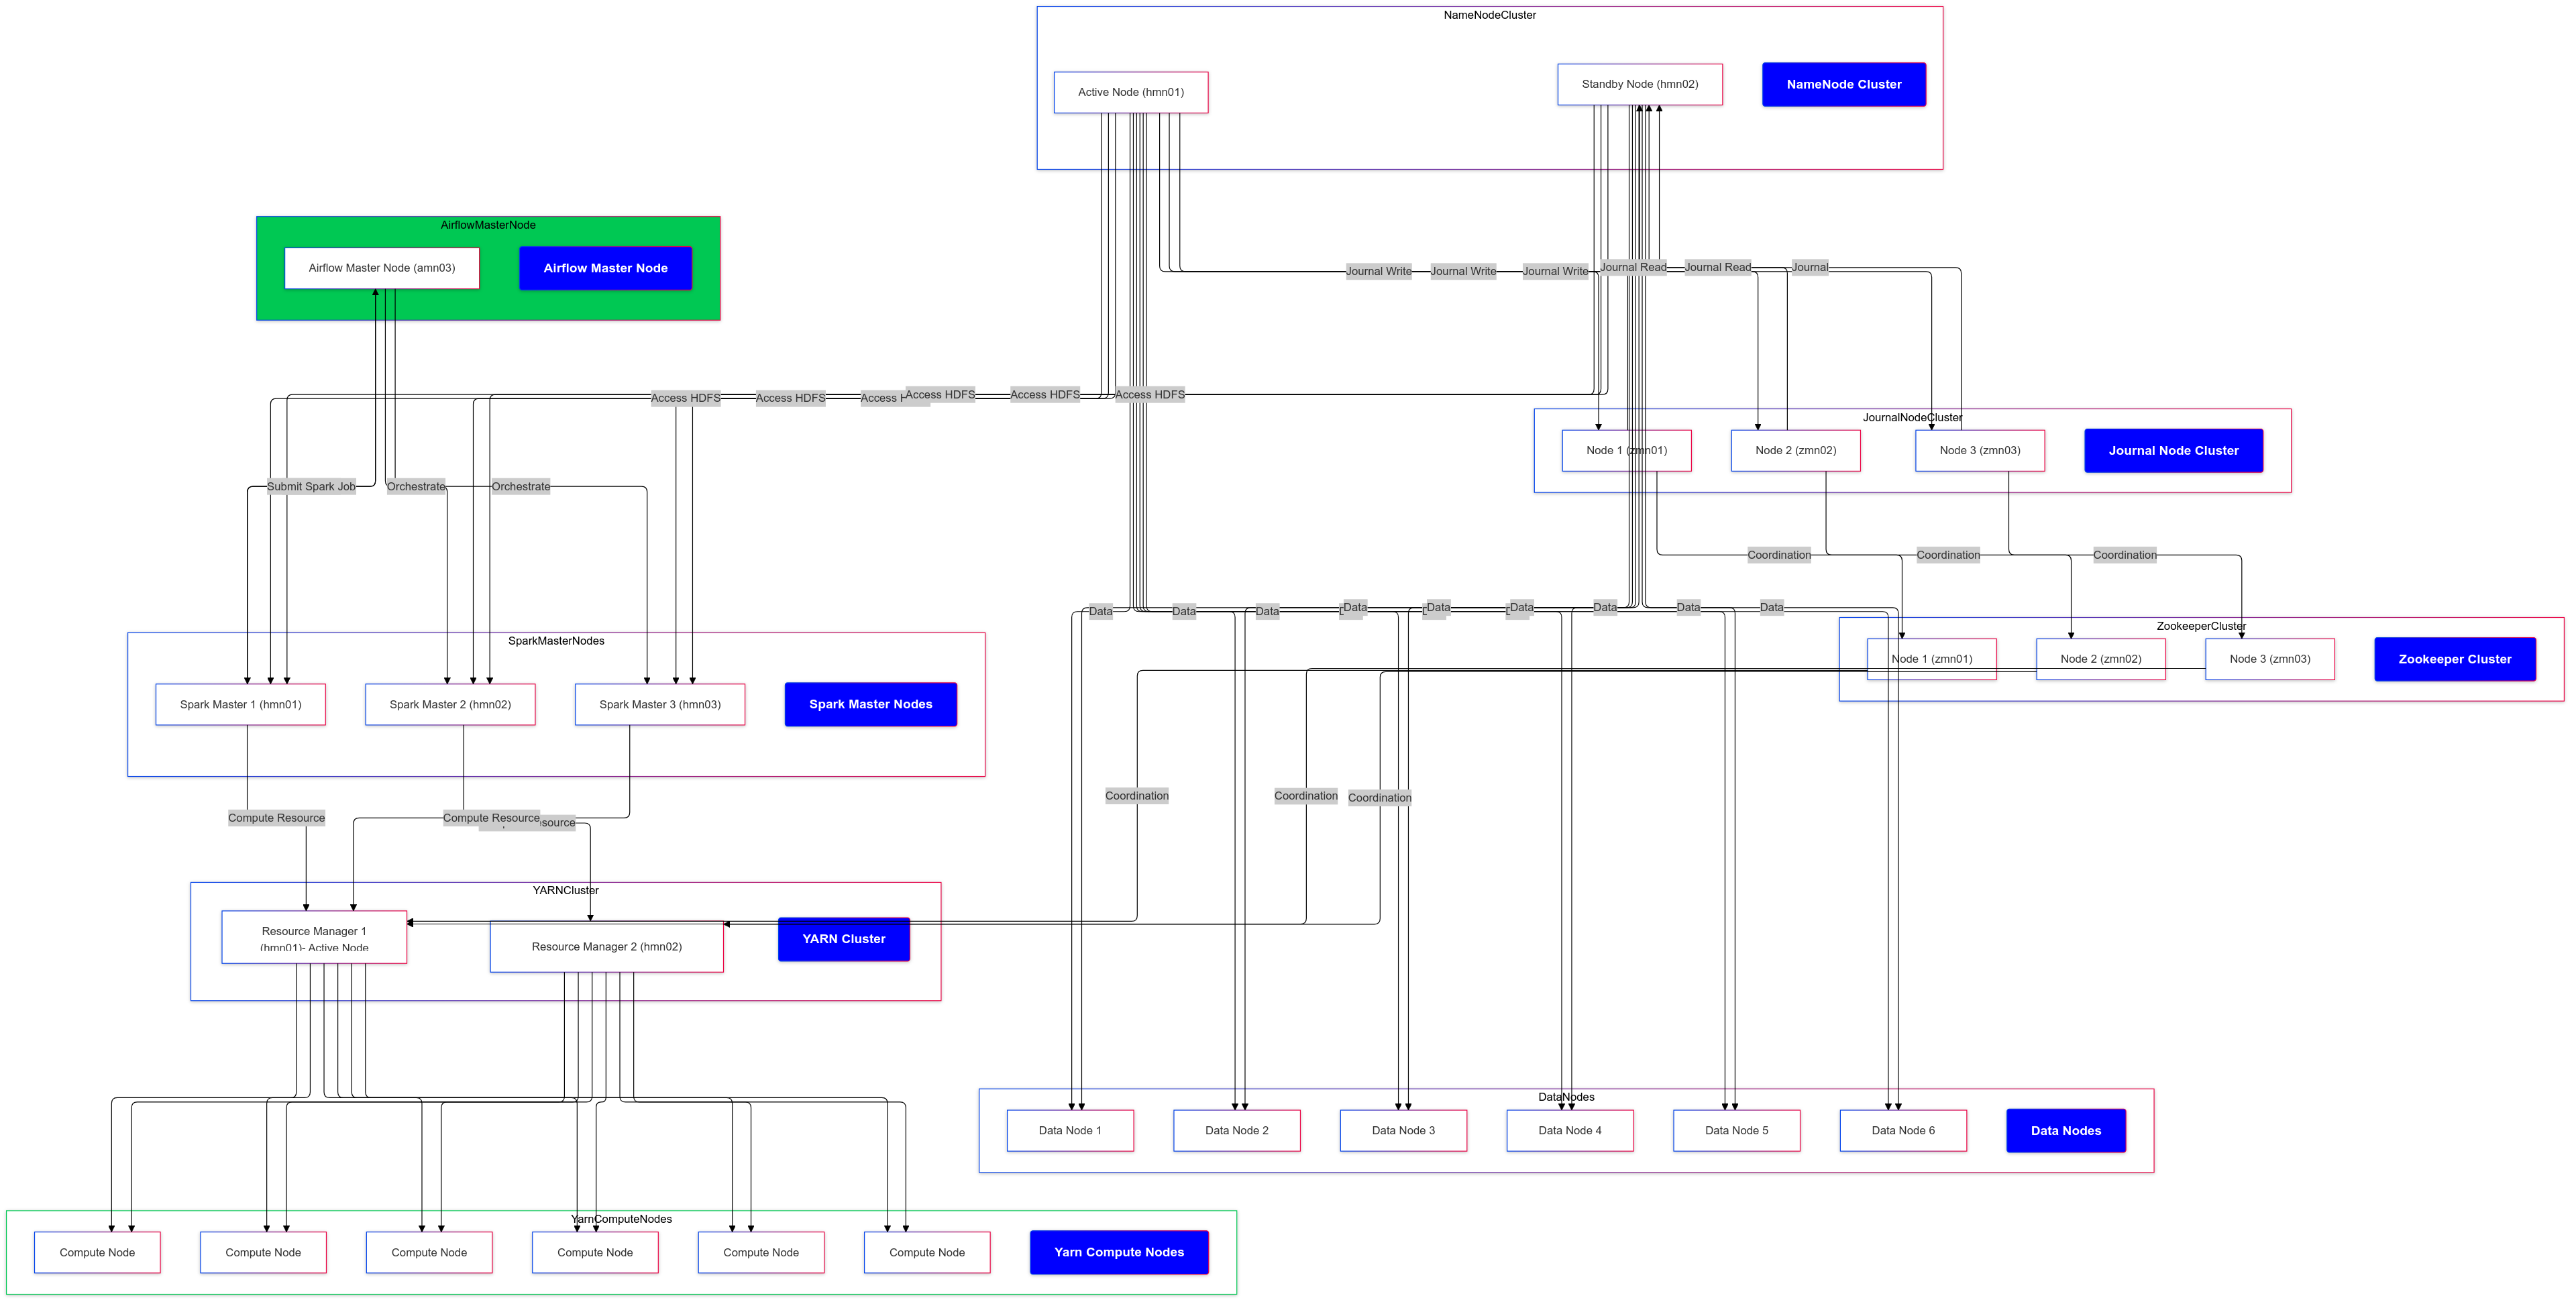 NameNodeCluster
Active Node (hmn01)
Standby Node (hmn02)
NameNode Cluster
AirflowMasterNode
Airflow Master Node (amn03)
Airflow Master Node
Journal Write
Journal Write
Journal Write
Journal Read
Journal Read
Journal
Access HDFS
Access HDFS
Access
Access HDFS
Access HDFS
Access HDFS
JournalNodeCluster
Node 1 (zmn01)
Node 2 (zmn02)
Node 3 (zmn03)
Journal Node Cluster
Submit Spark Job
Orchestrate
Orchestrate
Coordination
Coordination
Coordination
Data
Data
Data
Data
Data
Data
Data
Data
Data
ZookeeperCluster
Node 1 (zmn01)
Node 2 (zmn02)
Node 3 (zmn03)
Zookeeper Cluster
SparkMasterNodes
Spark Master 1 (hmn01)
Spark Master 2 (hmn02)
Spark Master 3 (hmn03)
Spark Master Nodes
Coordination
Coordination
Coordination
Compute Resource
Compute Resource
YARNCluster
Resource Manager 1
(hmn01)- Active Node
Resource Manager 2 (hmn02)
YARN Cluster
DataNodes
Data Node 1
Data Node 2
Data Node 3
Data Node 4
Data Node 5
Data Node 6
Data Nodes
YarnComputeNodes
Compute Node
Compute Node
Compute Node
Compute Node
Compute Node
Compute Node
Yarn Compute Nodes